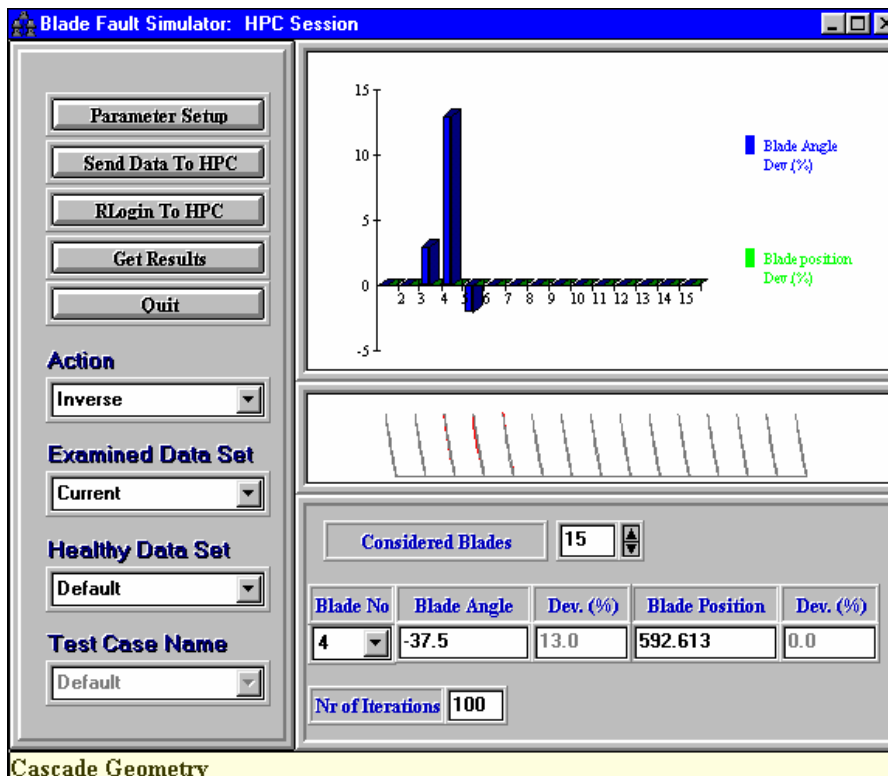 Blade Fault Simulator: HPC Session
Parameter Setup
Send Data To HPC
RLogin To HPC
Get Results
Quit
Action
Inverse
Examined Data Set
Current
Healthy Data Set
Default
Test Case Name
Default
15
10
5
0
-5
2 3 4 5 6 7 8 9 10 11 12 13 14 15
Blade Angle
Dev.(%)
Blade position
Dev.(%)
Considered Blades 15
Blade No Blade Angle Dev. (%) Blade Position Dev. (%)
4 -37.5 13.0 592.613 0.0
Nr of Iterations 100
Cascade Geometry